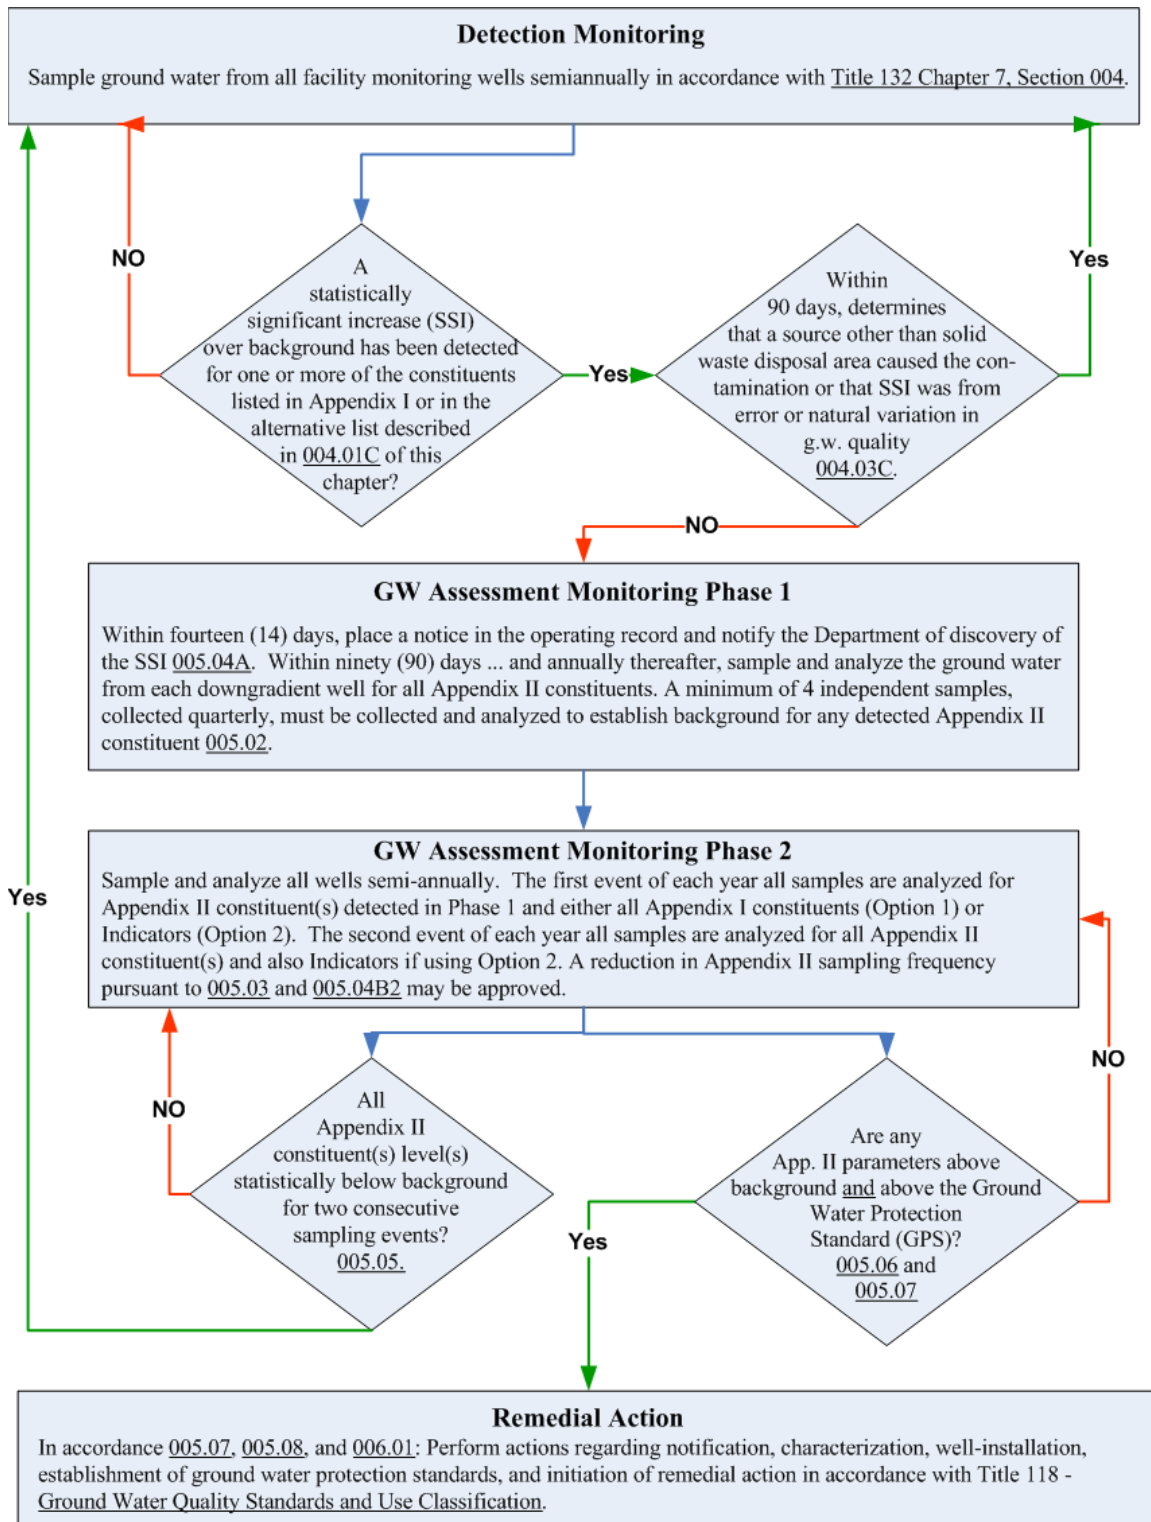 Detection Monitoring
Sample ground water from all facility monitoring wells semiannually in accordance with Title 132 Chapter 7, Section 004.
NO
A
statistically
significant increase (SSI)
over background has been detected
for one or more of the constituents
listed in Appendix I or in the
alternative list described
in 004.01C of this
chapter?
Yes
Within
90 days, determines
that a source other than solid
waste disposal area caused the con-
tamination or that SSI was from
error or natural variation in
g.w. quality
004.03C.
Yes
NO
GW Assessment Monitoring Phase 1
Within fourteen (14) days, place a notice in the operating record and notify the Department of discovery of
the SSI 005.04A. Within ninety (90) days ... and annually thereafter, sample and analyze the ground water
from each downgradient well for all Appendix II constituents. A minimum of 4 independent samples,
collected quarterly, must be collected and analyzed to establish background for any detected Appendix II
constituent 005.02.
GW Assessment Monitoring Phase 2
Sample and analyze all wells semi-annually. The first event of each year all samples are analyzed for
Appendix II constituent(s) detected in Phase 1 and either all Appendix I constituents (Option 1) or
Indicators (Option 2). The second event of each year all samples are analyzed for all Appendix II
constituent(s) and also Indicators if using Option 2. A reduction in Appendix II sampling frequency
pursuant to 005.03 and 005.04B2 may be approved.
Yes
NO
All
Appendix II
constituent(s) level(s)
statistically below background
for two consecutive
sampling events?
005.05.
Are any
App. II parameters above
background and above the Ground
Water Protection
Standard (GPS)?
005.06 and
005.07
NO
Yes
Remedial Action
In accordance 005.07, 005.08, and 006.01: Perform actions regarding notification, characterization, well-installation,
establishment of ground water protection standards, and initiation of remedial action in accordance with Title 118 -
Ground Water Quality Standards and Use Classification.